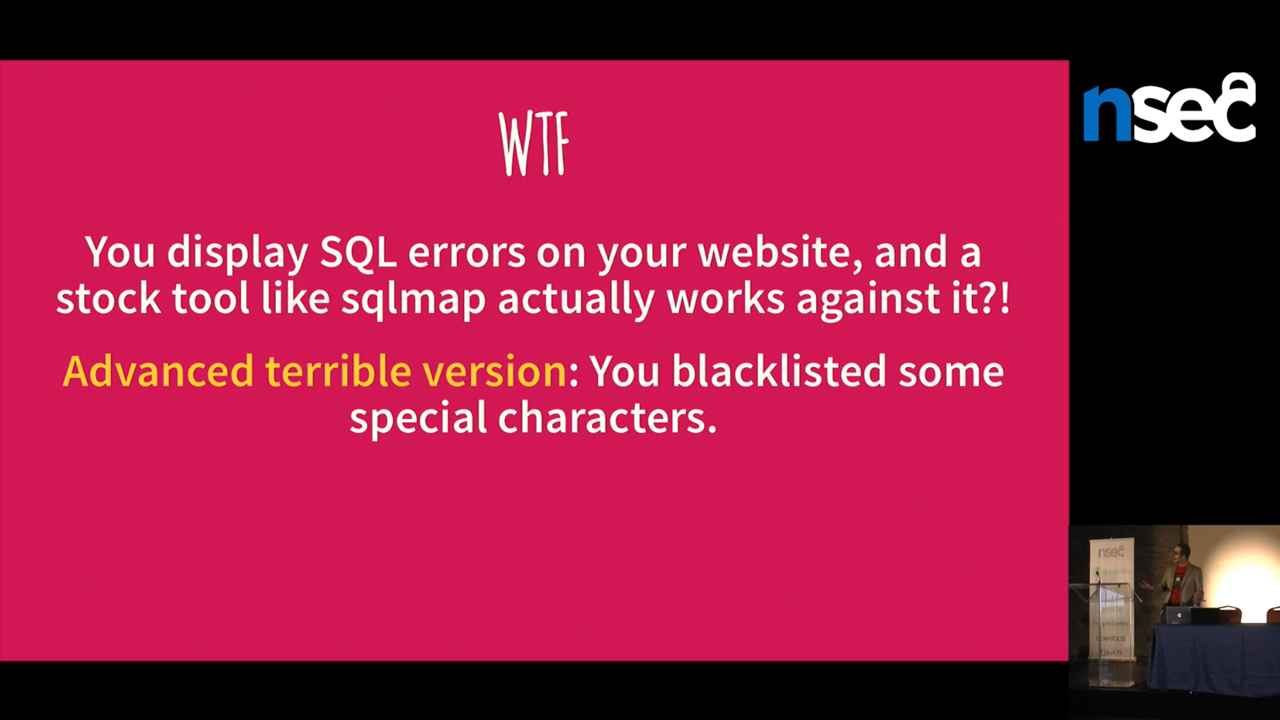 WTF
You display SQL errors on your website, and a
stock tool like sqlmap actually works against it?!
Advanced terrible version: You blacklisted some
special characters.
nsec
nsec